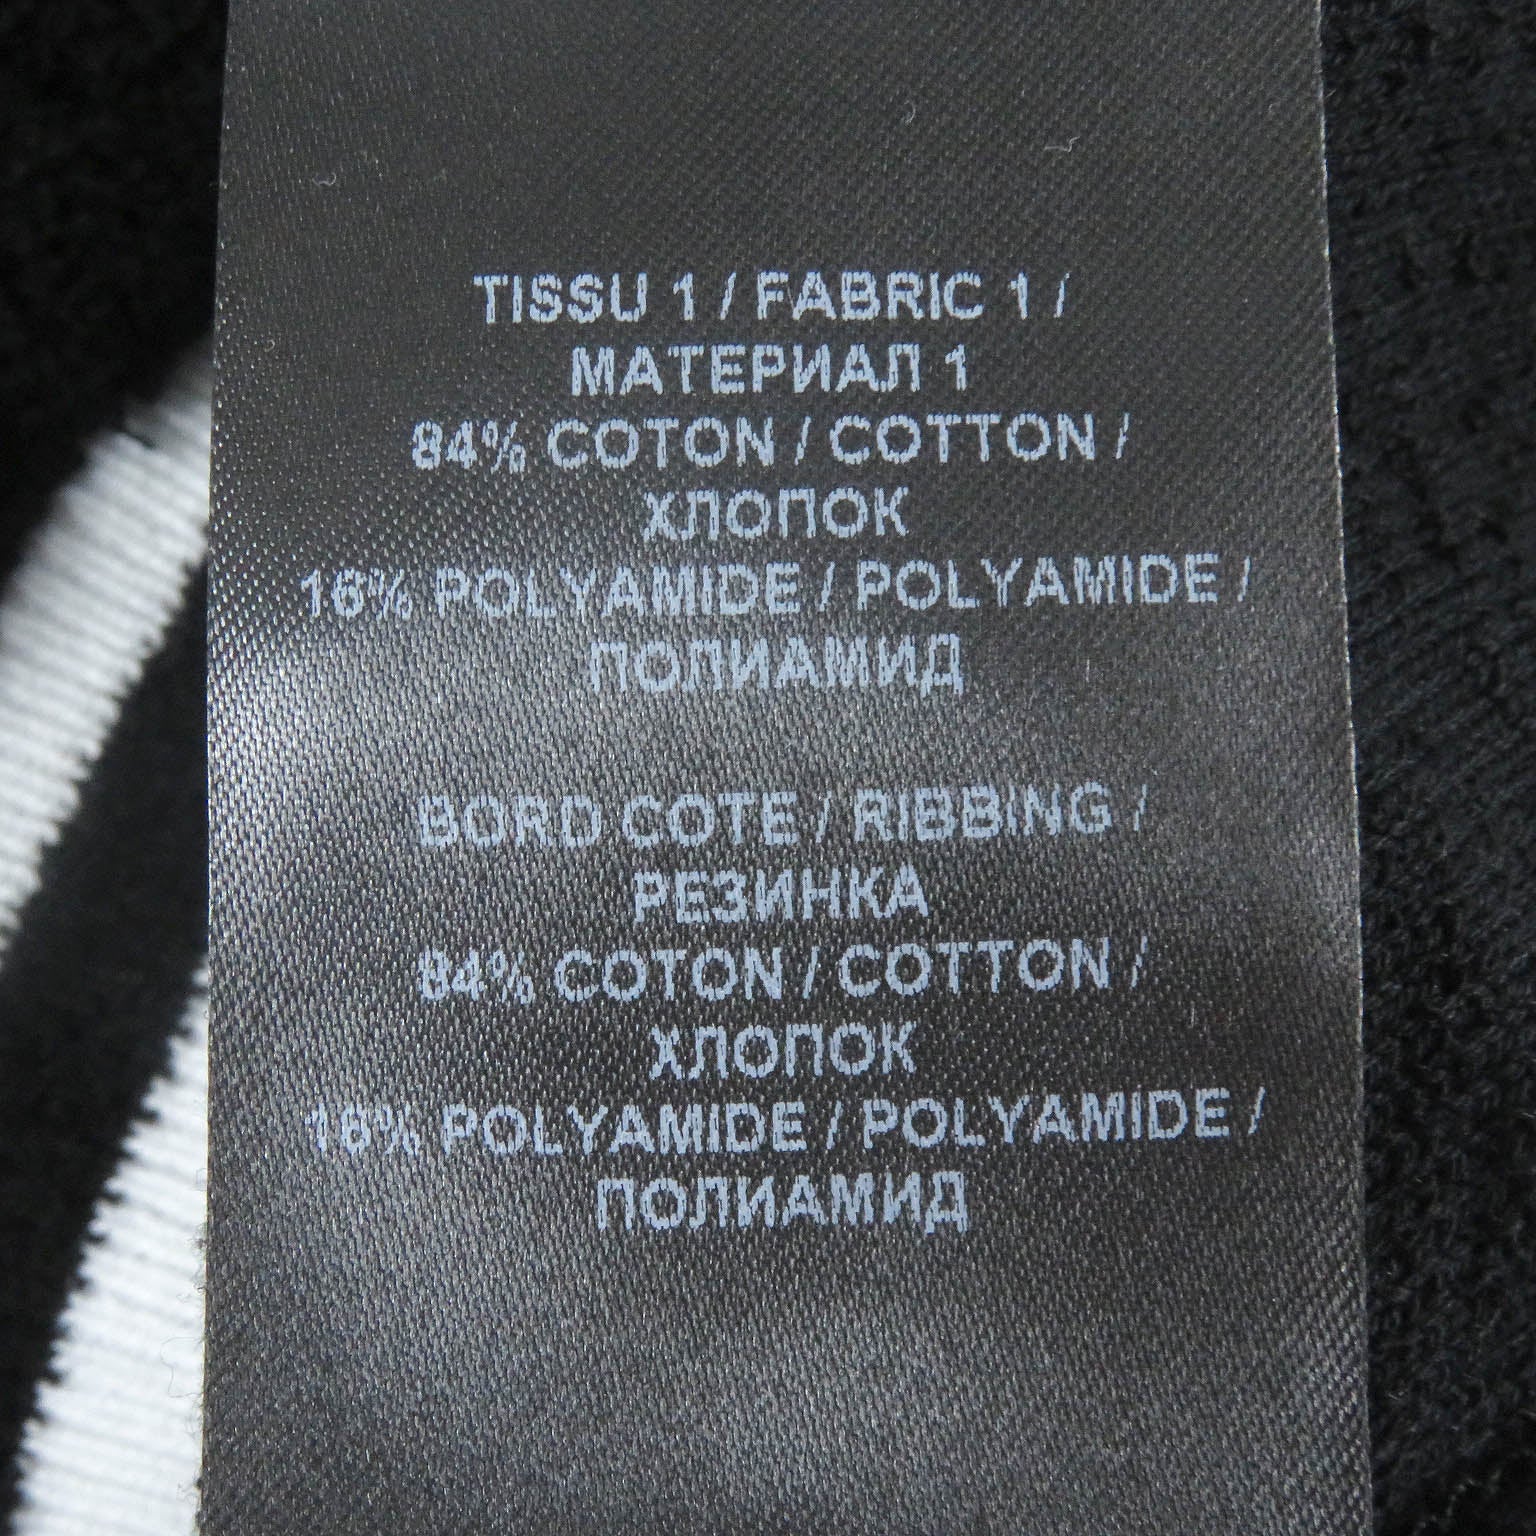 TISSU 1 / FABRIC 1 /
МАТЕРИАЛ 1
84% COTON / COTTON /
ХЛОПОК
16% POLYAMIDE / POLYAMIDE /
ПОЛИАМИД
BORD COTE / RIBBING /
РЕЗИНКА
84% COTON / COTTON /
ХЛОПОК
16% POLYAMIDE / POLYAMIDE /
ПОЛИАМИД